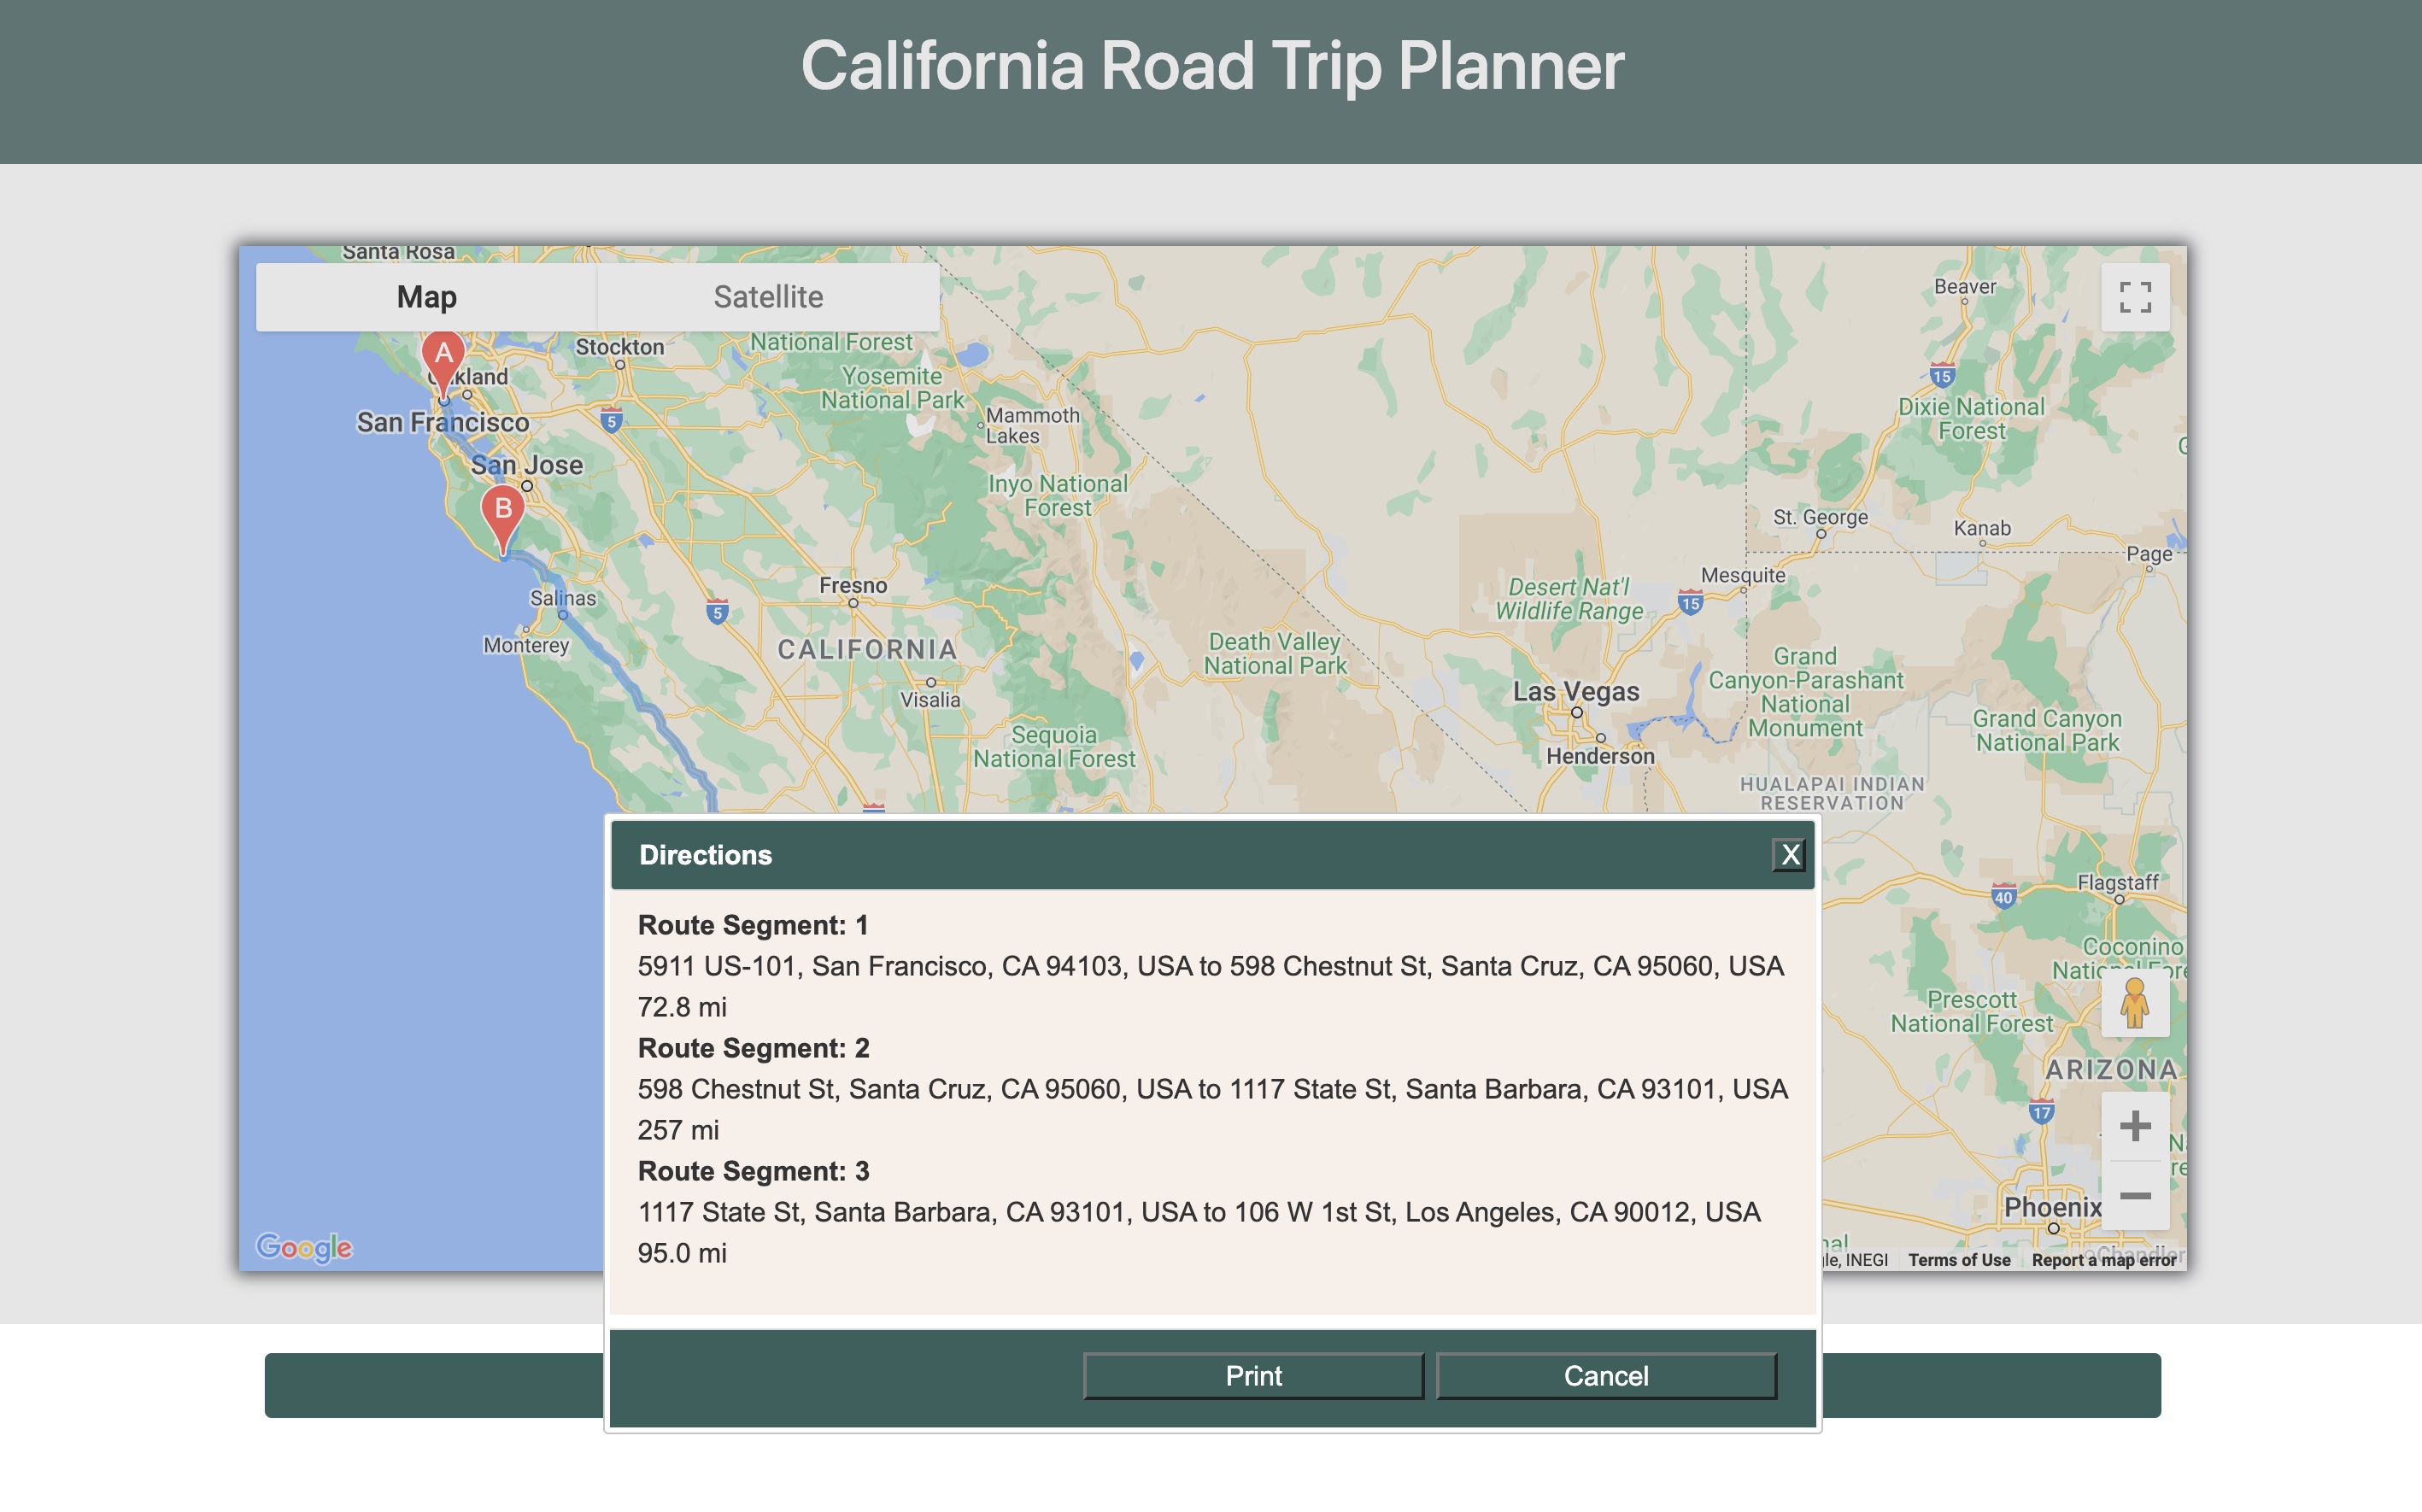 California Road Trip Planner
Santa Rosa
Map
Satellite
Beaver
A
Stockton
National Forest
Yosemite
National Park
15
Mammoth
Lakes
San Francisco
5
Dixie National
Forest
San Jose
Inyo National
Forest
B
St. George
Kanab
Page
Mesquite
Salinas
5
Fresno
Desert Nat'l
Wildlife Range
15
Monterey
CALIFORNIA
Death Valley
National Park
Grand
Canyon-Parashant
National
Monument
Visalia
Las Vegas
Grand Canyon
National Park
Sequoia
National Forest
Henderson
HUALAPAI INDIAN
RESERVATION
Directions
X
Flagstaff
40
Route Segment: 1
5911 US-101, San Francisco, CA 94103, USA to 598 Chestnut St, Santa Cruz, CA 95060, USA
72.8 mi
Route Segment: 2
598 Chestnut St, Santa Cruz, CA 95060, USA to 1117 State St, Santa Barbara, CA 93101, USA
257 mi
Route Segment: 3
1117 State St, Santa Barbara, CA 93101, USA to 106 W 1st St, Los Angeles, CA 90012, USA
95.0 mi
Coconino
Prescott
National Forest
ARIZONA
17
Phoenix
Chandler
Google
INEGI
Terms of Use
Report a map error
Print
Cancel